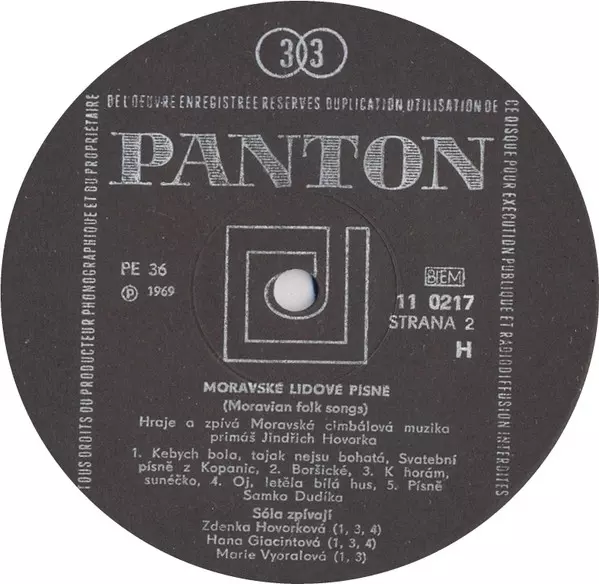 33
DE L'OEUVRE ENREGISTRÉE RESERVÉS DUPLICATION, UTILISATION DE
CE DISQUE POUR EXECUTION PUBLIQUE ET RADIODIFFUSION INTERDITES
TOUS DROITS DU PRODUCTEUR PHONOGRAPHIQUE ET DU PROPRIÉTAIRE
PANTON
PE 36
℗ 1969
BIEM
11 0217
STRANA 2
H
MORAVSKÉ LIDOVÉ PÍSNĚ
(Moravian folk songs)
Hraje a zpívá Moravská cimbálová muzika
primáš Jindřich Hovorka
1. Kebych bola, tajak nejsu bohatá, Svatební
písně z Kopanic, 2. Boršické, 3. K horám,
sunéčko, 4. Oj, letěla bílá hus, 5. Písně
Samka Dudíka
Sóla zpívají
Zdenka Hovorková (1, 3, 4)
Hana Giacintová (1, 3, 4)
Marie Vyoralová (1, 3)